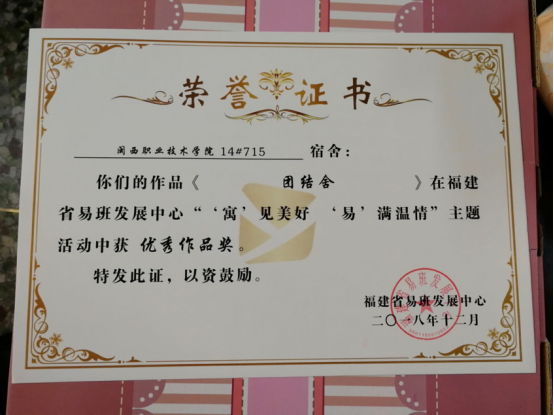 荣誉证书
闽西职业技术学院 14#715 宿舍：
你们的作品《 团结舍 》在福建
省易班发展中心“‘寓’见美好 ‘易’满温情”主题
活动中获 优秀作品奖。
特发此证，以资鼓励。
福建省易班发展中心
二〇一八年十二月